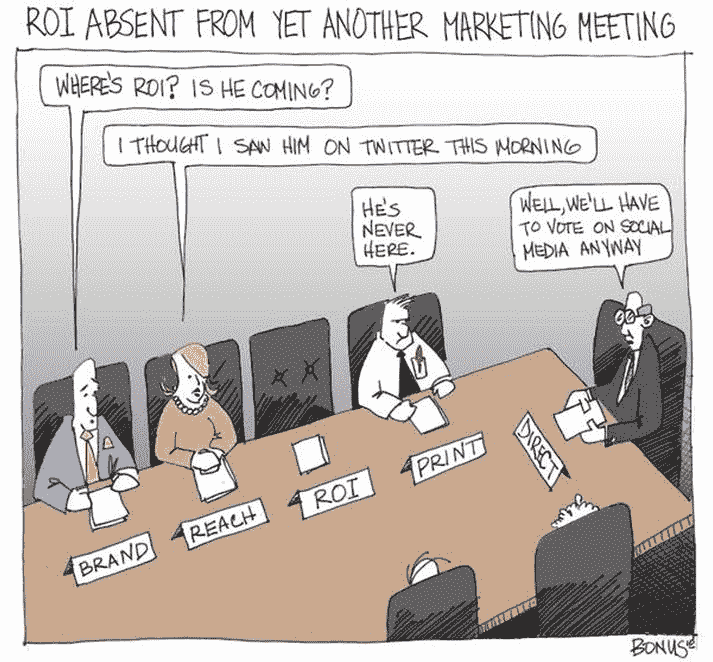 ROI ABSENT FROM YET ANOTHER MARKETING MEETING
WHERE'S ROI? IS HE COMING?
I THOUGHT I SAW HIM ON TWITTER THIS MORNING
HE'S
NEVER
HERE.
WELL, WE'LL HAVE
TO VOTE ON SOCIAL
MEDIA ANYWAY
BRAND
REACH
ROI
PRINT
DIRECT
BONUS